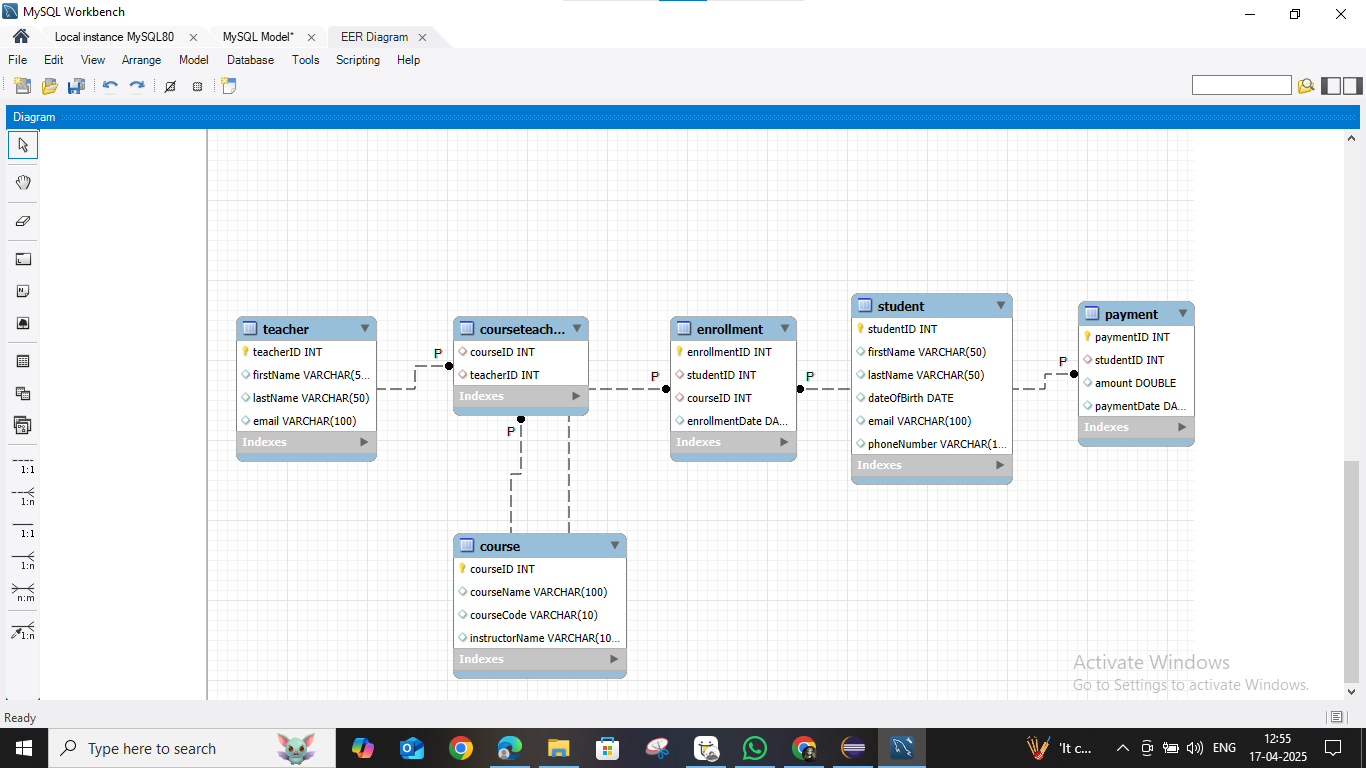 MySQL Workbench
Local instance MySQL80 MySQL Model* EER Diagram
File Edit View Arrange Model Database Tools Scripting Help
Diagram
teacher
teacherID INT
firstName VARCHAR(5...
lastName VARCHAR(50)
email VARCHAR(100)
Indexes
P
courseteach...
courseID INT
teacherID INT
Indexes
P
P
enrollment
enrollmentID INT
studentID INT
courseID INT
enrollmentDate DA...
Indexes
P
student
studentID INT
firstName VARCHAR(50)
lastName VARCHAR(50)
dateOfBirth DATE
email VARCHAR(100)
phoneNumber VARCHAR(1...
Indexes
P
payment
paymentID INT
studentID INT
amount DOUBLE
paymentDate DA...
Indexes
course
courseID INT
courseName VARCHAR(100)
courseCode VARCHAR(10)
instructorName VARCHAR(10...
Indexes
1:1
1:n
1:1
1:n
n:m
1:n
Activate Windows
Go to Settings to activate Windows.
Ready
Type here to search
'It c...
ENG
12:55
17-04-2025